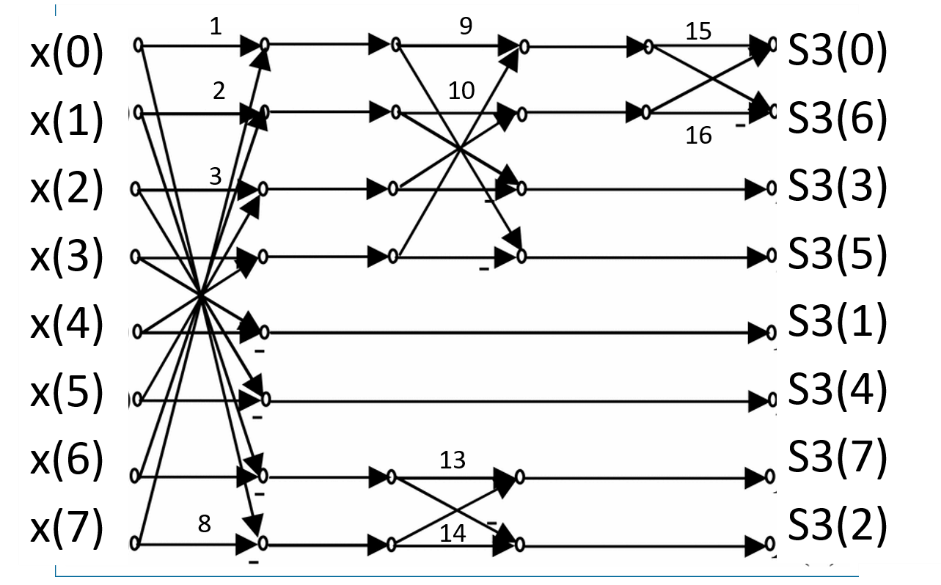 1 9 15
x(0) S3(0)
2 10
x(1) S3(6)
- 16
3
x(2) S3(3)
-
x(3) S3(5)
-
x(4) S3(1)
-
x(5) S3(4)
-
13
x(6) S3(7)
-
8 - 14
x(7) S3(2)
-